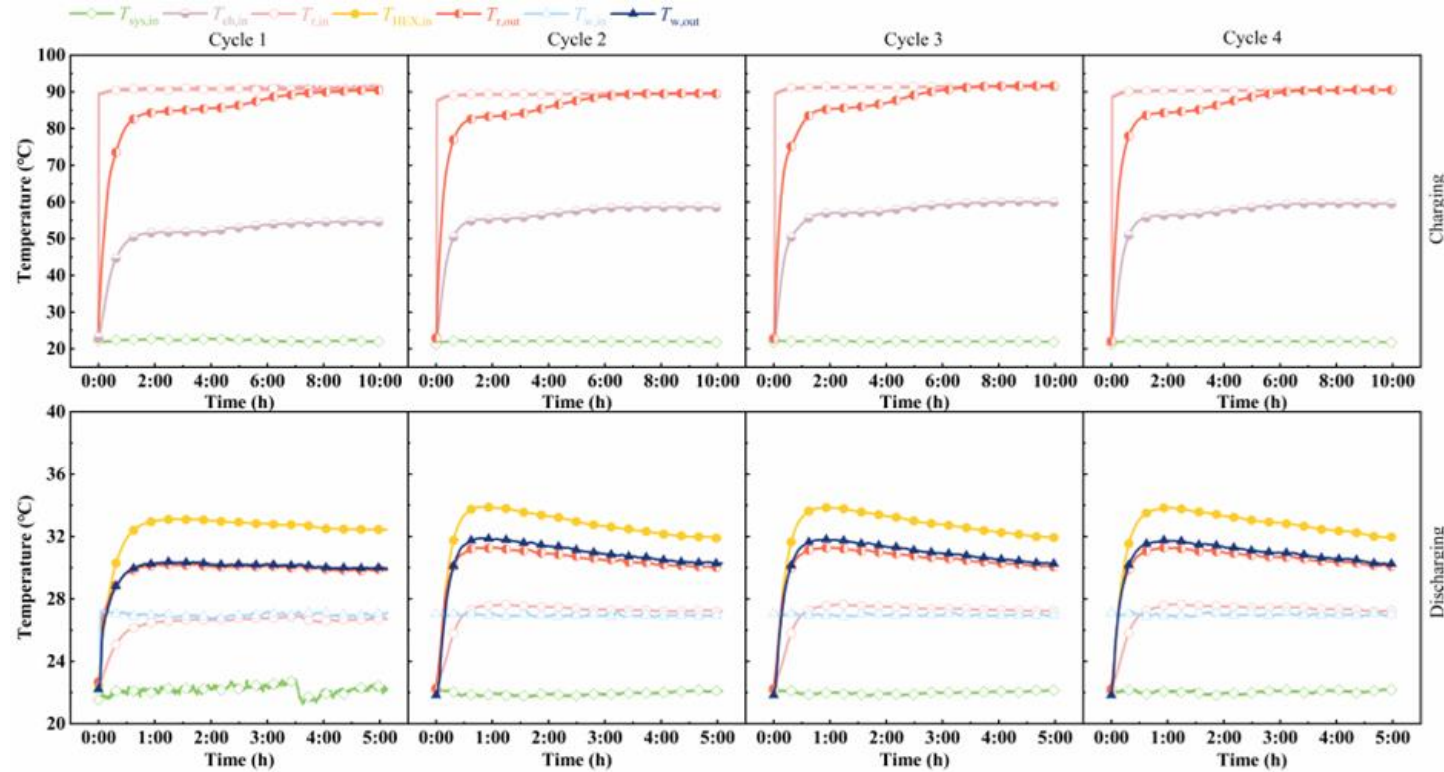 T_sys,in T_eh,in T_r,in T_HEX,in T_r,out T_w,in T_w,out
Cycle 1 Cycle 2 Cycle 3 Cycle 4
100
90
80
70
60
50
40
30
20
Temperature (°C)
Charging
0:00 2:00 4:00 6:00 8:00 10:00 0:00 2:00 4:00 6:00 8:00 10:00 0:00 2:00 4:00 6:00 8:00 10:00 0:00 2:00 4:00 6:00 8:00 10:00
Time (h) Time (h) Time (h) Time (h)
40
36
32
28
24
20
Temperature (°C)
Discharging
0:00 1:00 2:00 3:00 4:00 5:00 0:00 1:00 2:00 3:00 4:00 5:00 0:00 1:00 2:00 3:00 4:00 5:00 0:00 1:00 2:00 3:00 4:00 5:00
Time (h) Time (h) Time (h) Time (h)